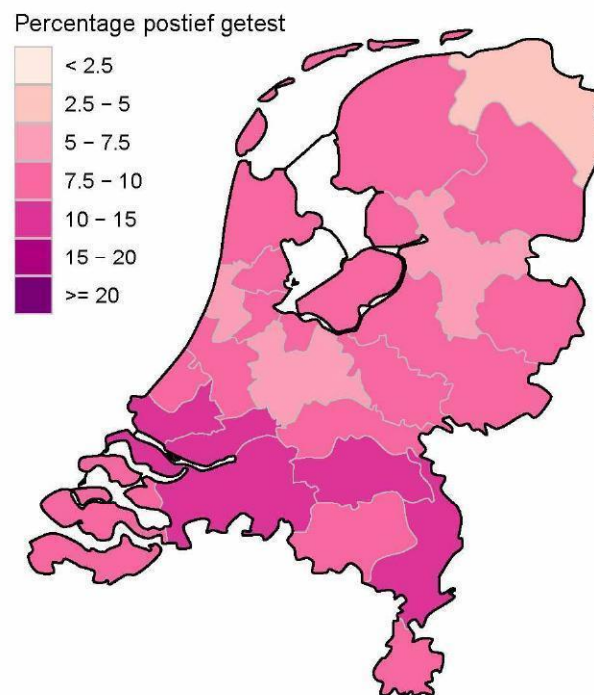 Percentage postief getest
< 2.5
2.5 – 5
5 – 7.5
7.5 – 10
10 – 15
15 – 20
>= 20